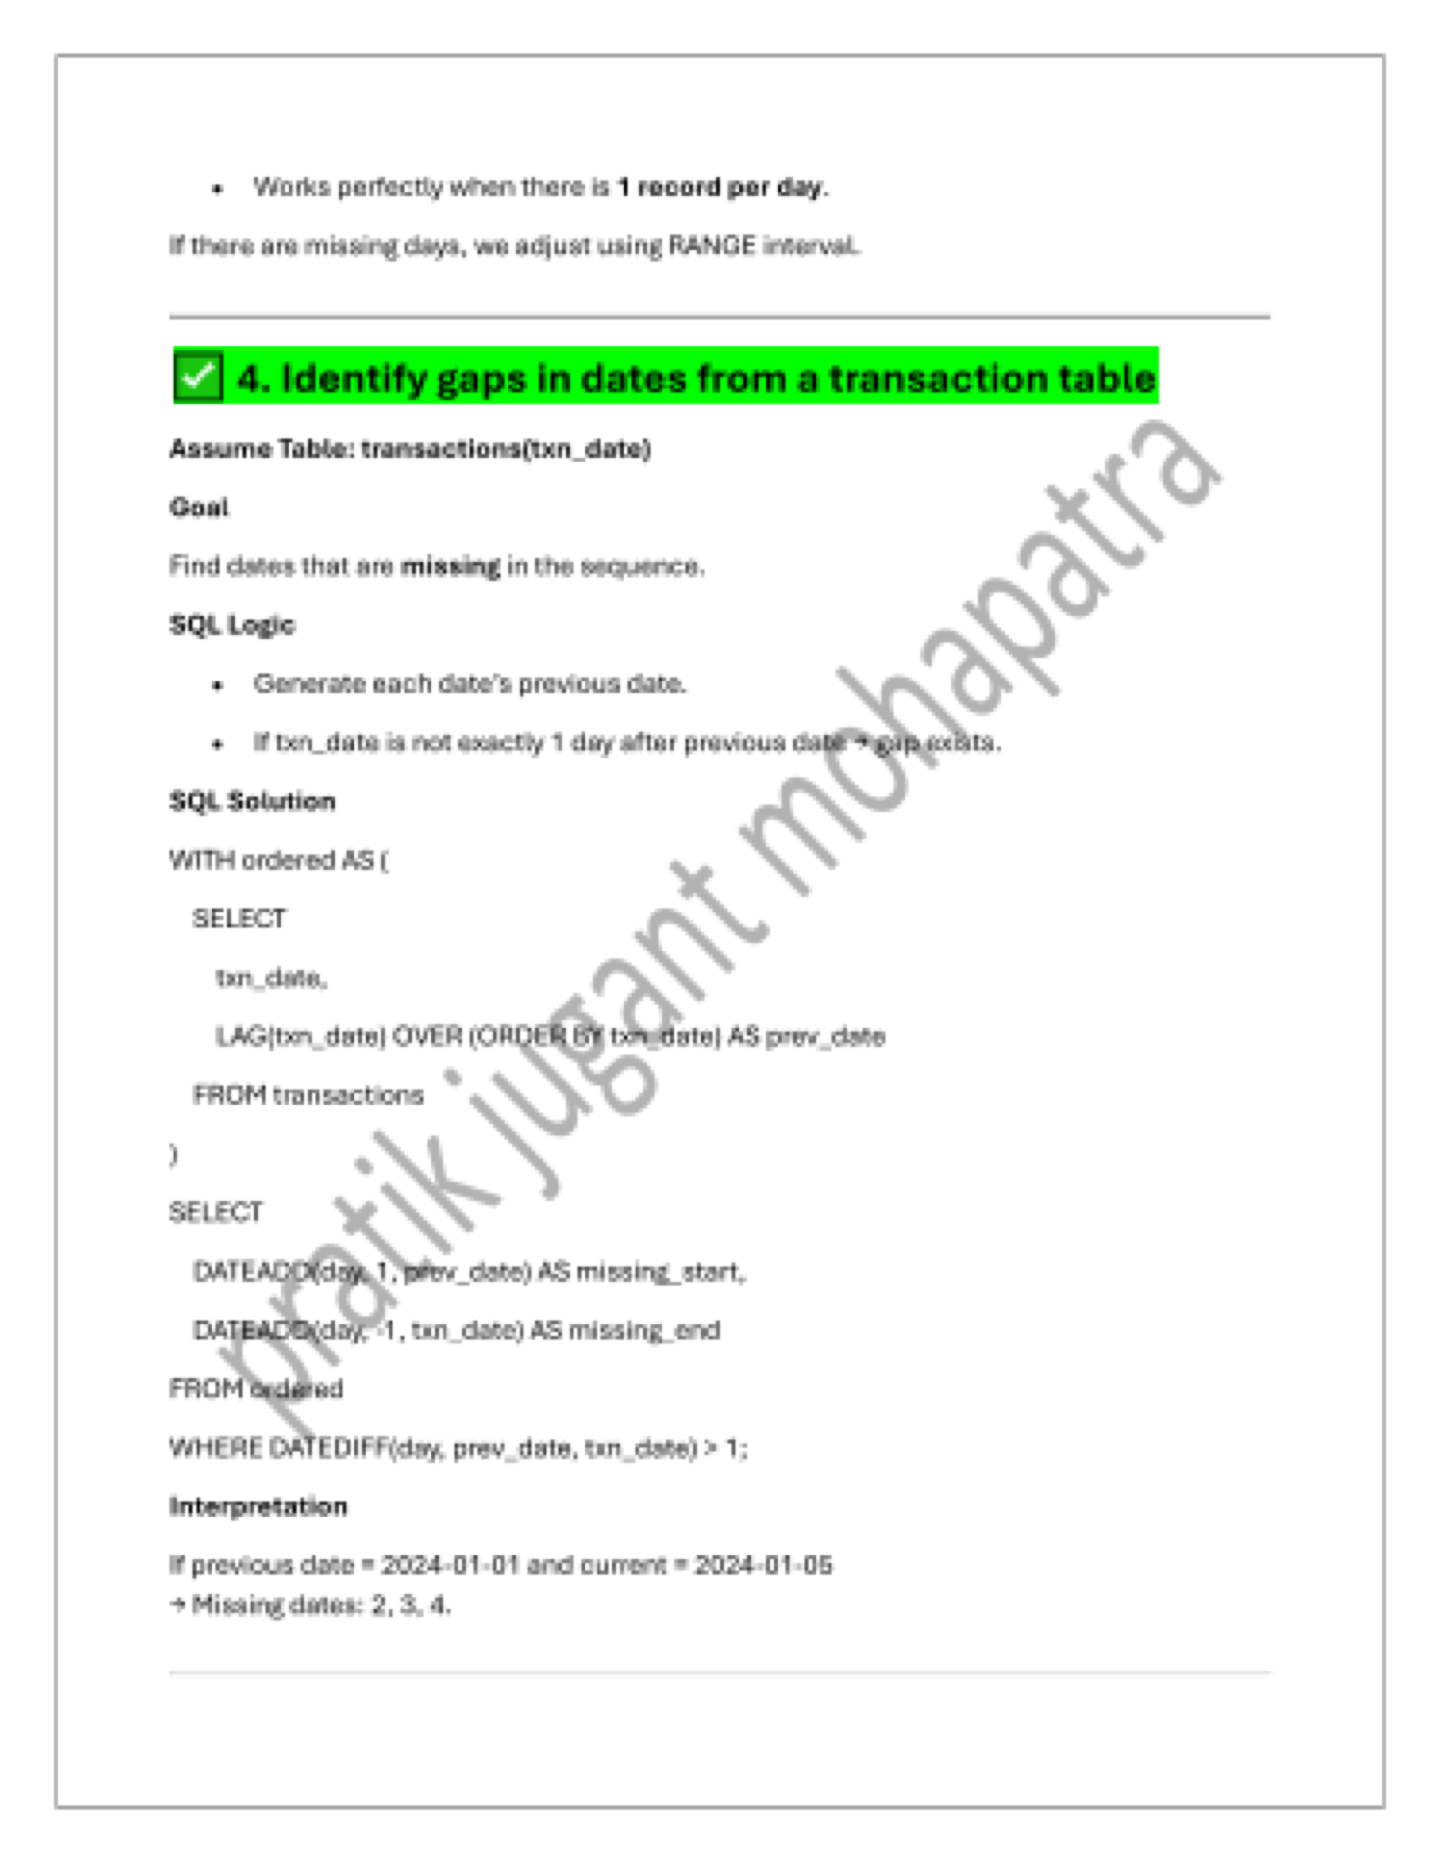 • Works perfectly when there is 1 record per day.
If there are missing days, we adjust using RANGE interval.
✅ 4. Identify gaps in dates from a transaction table
Assume Table: transactions(txn_date)
Goal
Find dates that are missing in the sequence.
SQL Logic
• Generate each date's previous date.
• If txn_date is not exactly 1 day after previous date → gap exists.
SQL Solution
WITH ordered AS (
SELECT
txn_date,
LAG(txn_date) OVER (ORDER BY txn_date) AS prev_date
FROM transactions
)
SELECT
DATEADD(day, 1, prev_date) AS missing_start,
DATEADD(day, -1, txn_date) AS missing_end
FROM ordered
WHERE DATEDIFF(day, prev_date, txn_date) > 1;
Interpretation
If previous date = 2024-01-01 and current = 2024-01-05
→ Missing dates: 2, 3, 4.
pratik jugant mohapatra